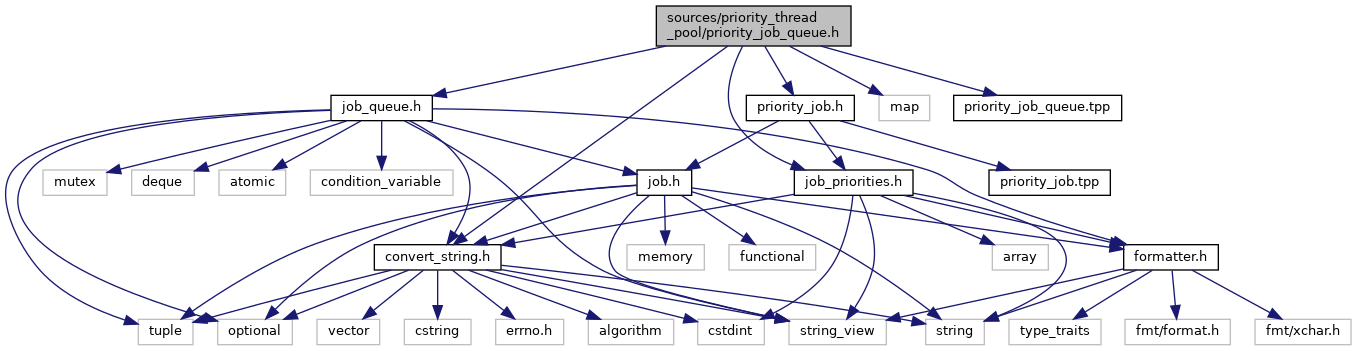 sources/priority_thread
_pool/priority_job_queue.h
job_queue.h
priority_job.h
map
priority_job_queue.tpp
mutex
deque
atomic
condition_variable
job.h
job_priorities.h
priority_job.tpp
convert_string.h
memory
functional
array
formatter.h
tuple
optional
vector
cstring
errno.h
algorithm
cstdint
string_view
string
type_traits
fmt/format.h
fmt/xchar.h